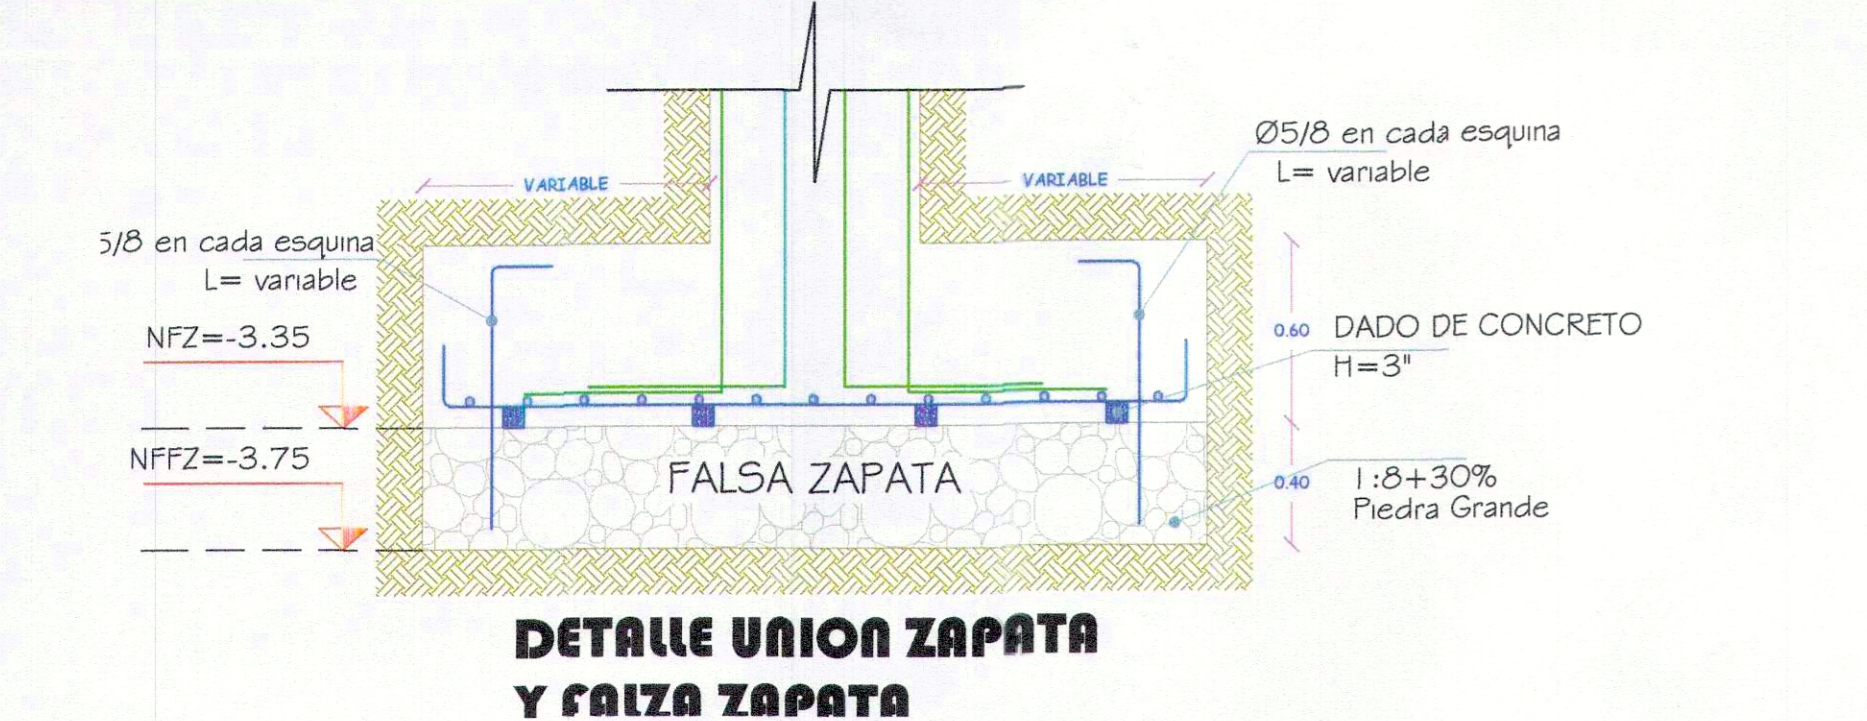 VARIABLE
VARIABLE
Ø5/8 en cada esquina
L= variable
5/8 en cada esquina
L= variable
NFZ=-3.35
0.60
DADO DE CONCRETO
H=3"
NFFZ=-3.75
FALSA ZAPATA
0.40
1:8+30%
Piedra Grande
DETALLE UNION ZAPATA
Y FALZA ZAPATA